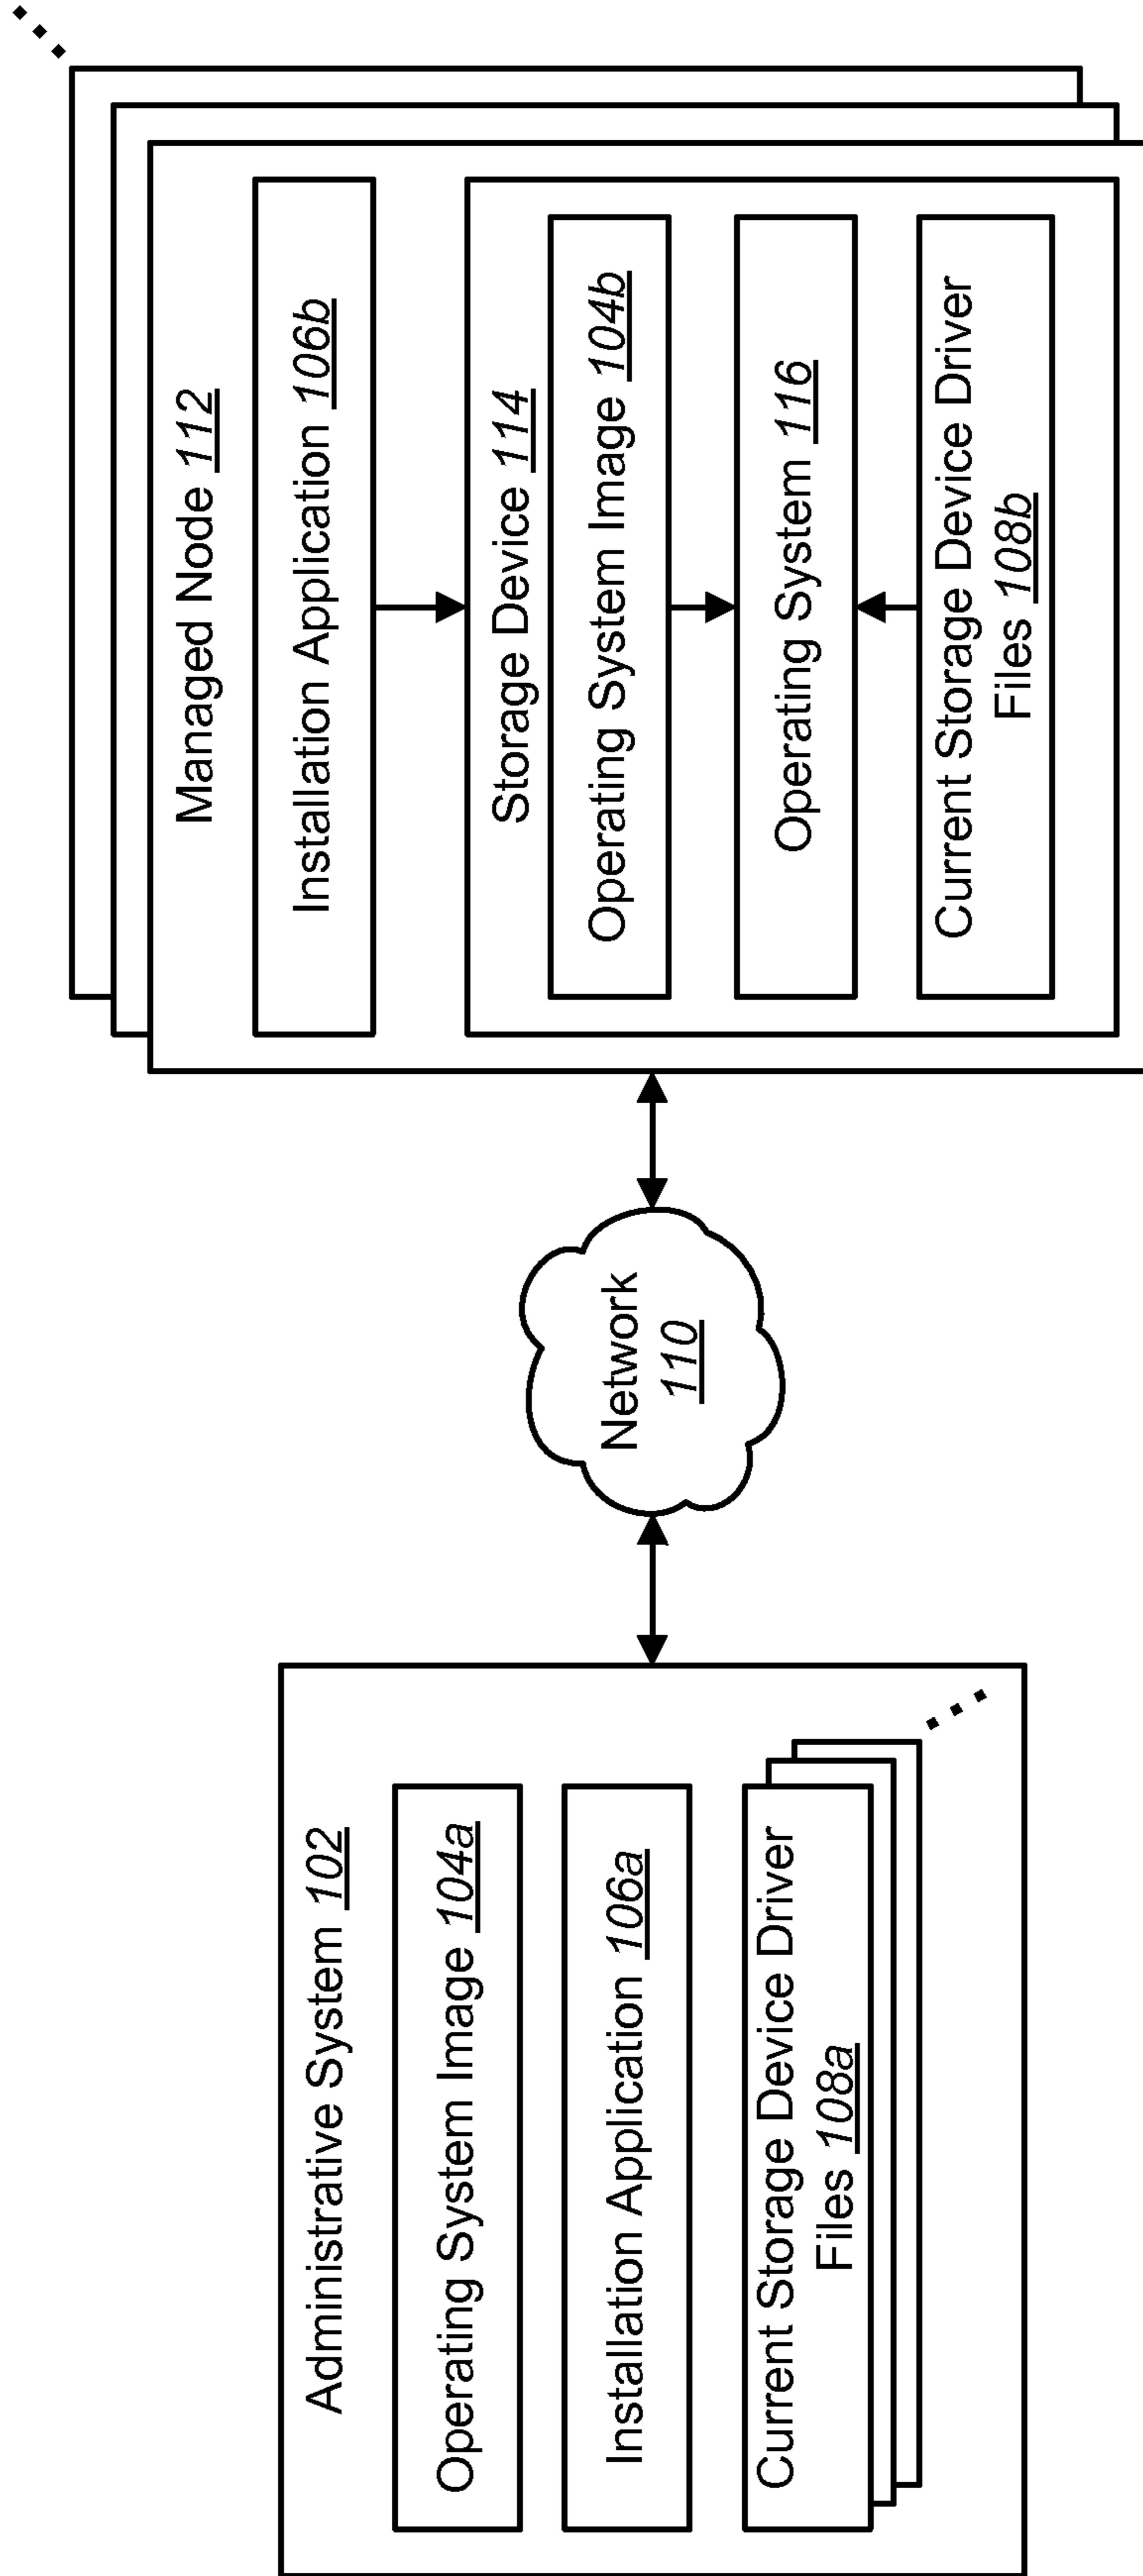 Administrative System 102
Operating System Image 104a
Installation Application 106a
Current Storage Device Driver
Files 108a
Network
110
Managed Node 112
Installation Application 106b
Storage Device 114
Operating System Image 104b
Operating System 116
Current Storage Device Driver
Files 108b